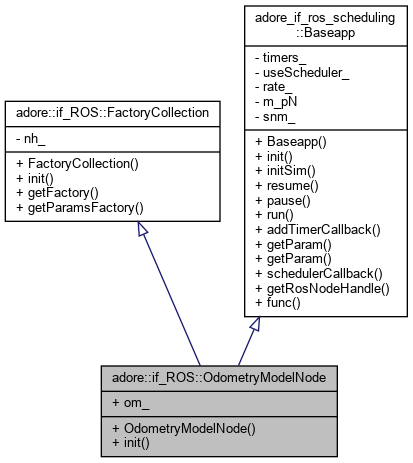 adore_if_ros_scheduling
::Baseapp
- timers_
- useScheduler_
- rate_
- m_pN
- snm_
+ Baseapp()
+ init()
+ initSim()
+ resume()
+ pause()
+ run()
+ addTimerCallback()
+ getParam()
+ getParam()
+ schedulerCallback()
+ getRosNodeHandle()
+ func()
adore::if_ROS::FactoryCollection
- nh_
+ FactoryCollection()
+ init()
+ getFactory()
+ getParamsFactory()
adore::if_ROS::OdometryModelNode
+ om_
+ OdometryModelNode()
+ init()